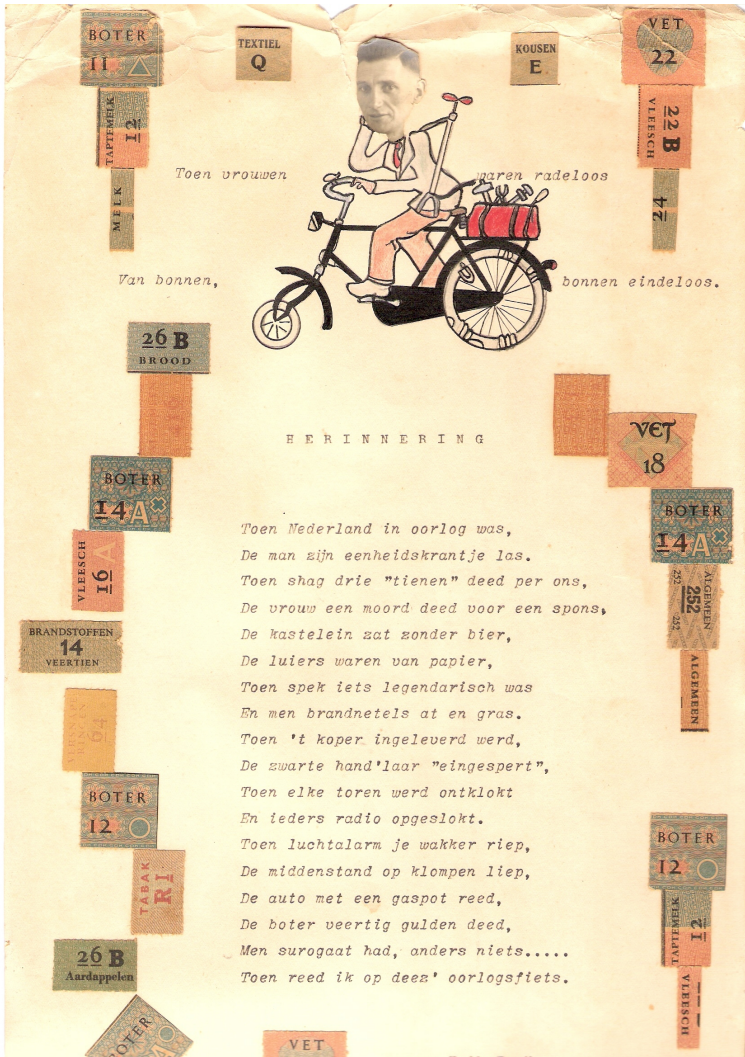 BOTER
11
TEXTIEL
Q
KOUSEN
E
VET
22
TAPTEMELK
12
VLEESCH
22 B
MELK
24
Toen vrouwen waren radeloos
Van bonnen, bonnen eindeloos.
26 B
BROOD
HERINNERING
VET
18
BOTER
14 A
BOTER
14 A
VLEESCH
16 A
ALGEMEEN
252
252
252
BRANDSTOFFEN
14
VEERTIEN
ALGEMEEN
64
BOTER
12
BOTER
12
TABAK
R1
TAPTEMELK
12
26 B
Aardappelen
VLEESCH
BOTER
VET
Toen Nederland in oorlog was,
De man zijn eenheidskrantje las.
Toen shag drie "tienen" deed per ons,
De vrouw een moord deed voor een spons,
De kastelein zat zonder bier,
De luiers waren van papier,
Toen spek iets legendarisch was
En men brandnetels at en gras.
Toen 't koper ingeleverd werd,
De zwarte hand'laar "eingespert",
Toen elke toren werd ontklokt
En ieders radio opgeslokt.
Toen luchtalarm je wakker riep,
De middenstand op klompen liep,
De auto met een gaspot reed,
De boter veertig gulden deed,
Men surogaat had, anders niets.....
Toen reed ik op deez' oorlogsfiets.